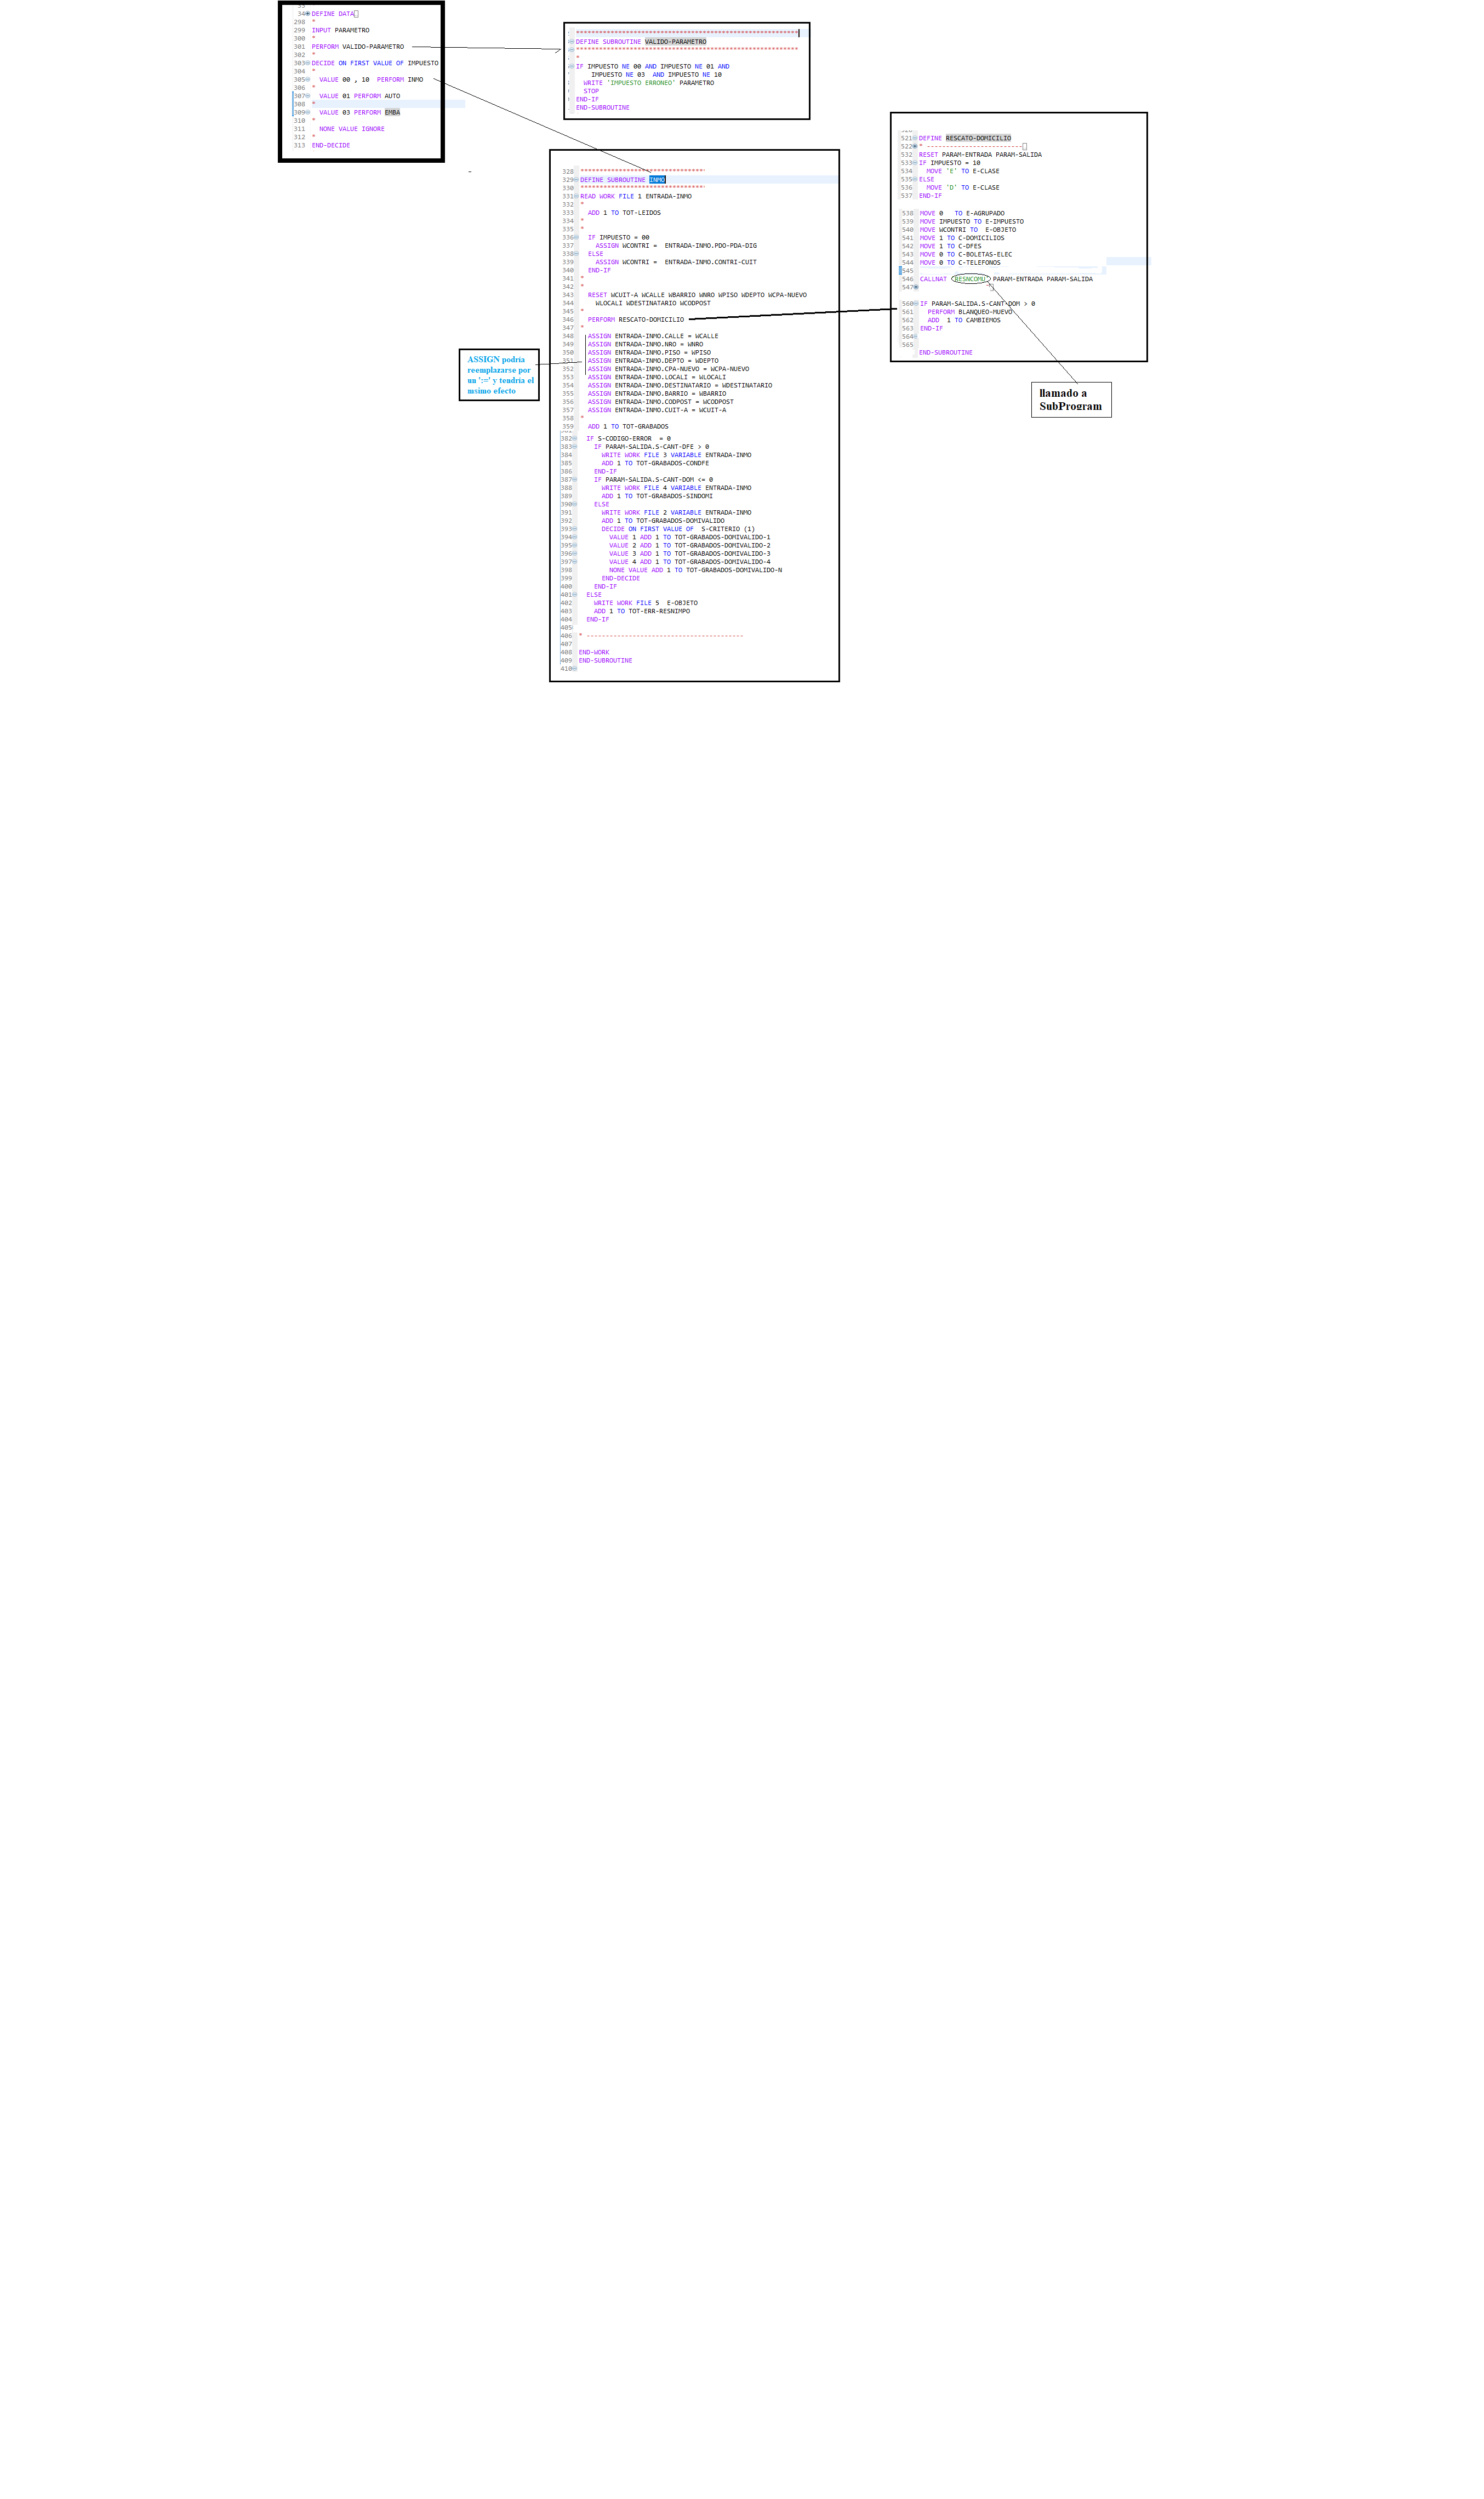 33
34 DEFINE DATA
298 *
299 INPUT PARAMETRO
300 *
301 PERFORM VALIDO-PARAMETRO
302 *
303 DECIDE ON FIRST VALUE OF IMPUESTO
304 *
305 VALUE 00 , 10 PERFORM INMO
306 *
307 VALUE 01 PERFORM AUTO
308 *
309 VALUE 03 PERFORM EMBA
310 *
311 NONE VALUE IGNORE
312 *
313 END-DECIDE
**********************************************************
DEFINE SUBROUTINE VALIDO-PARAMETRO
**********************************************************
*
IF IMPUESTO NE 00 AND IMPUESTO NE 01 AND
IMPUESTO NE 03 AND IMPUESTO NE 10
WRITE 'IMPUESTO ERRONEO' PARAMETRO
STOP
END-IF
END-SUBROUTINE
328 *********************************
329 DEFINE SUBROUTINE INMO
330 *********************************
331 READ WORK FILE 1 ENTRADA-INMO
332 *
333 ADD 1 TO TOT-LEIDOS
334 *
335 *
336 IF IMPUESTO = 00
337 ASSIGN WCONTRI = ENTRADA-INMO.PDO-PDA-DIG
338 ELSE
339 ASSIGN WCONTRI = ENTRADA-INMO.CONTRI-CUIT
340 END-IF
341 *
342 *
343 RESET WCUIT-A WCALLE WBARRIO WNRO WPISO WDEPTO WCPA-NUEVO
344 WLOCALI WDESTINATARIO WCODPOST
345 *
346 PERFORM RESCATO-DOMICILIO
347 *
348 ASSIGN ENTRADA-INMO.CALLE = WCALLE
349 ASSIGN ENTRADA-INMO.NRO = WNRO
350 ASSIGN ENTRADA-INMO.PISO = WPISO
351 ASSIGN ENTRADA-INMO.DEPTO = WDEPTO
352 ASSIGN ENTRADA-INMO.CPA-NUEVO = WCPA-NUEVO
353 ASSIGN ENTRADA-INMO.LOCALI = WLOCALI
354 ASSIGN ENTRADA-INMO.DESTINATARIO = WDESTINATARIO
355 ASSIGN ENTRADA-INMO.BARRIO = WBARRIO
356 ASSIGN ENTRADA-INMO.CODPOST = WCODPOST
357 ASSIGN ENTRADA-INMO.CUIT-A = WCUIT-A
358 *
359 ADD 1 TO TOT-GRABADOS
382 IF S-CODIGO-ERROR = 0
383 IF PARAM-SALIDA.S-CANT-DFE > 0
384 WRITE WORK FILE 3 VARIABLE ENTRADA-INMO
385 ADD 1 TO TOT-GRABADOS-CONDFE
386 END-IF
387 IF PARAM-SALIDA.S-CANT-DOM <= 0
388 WRITE WORK FILE 4 VARIABLE ENTRADA-INMO
389 ADD 1 TO TOT-GRABADOS-SINDOMI
390 ELSE
391 WRITE WORK FILE 2 VARIABLE ENTRADA-INMO
392 ADD 1 TO TOT-GRABADOS-DOMIVALIDO
393 DECIDE ON FIRST VALUE OF S-CRITERIO (1)
394 VALUE 1 ADD 1 TO TOT-GRABADOS-DOMIVALIDO-1
395 VALUE 2 ADD 1 TO TOT-GRABADOS-DOMIVALIDO-2
396 VALUE 3 ADD 1 TO TOT-GRABADOS-DOMIVALIDO-3
397 VALUE 4 ADD 1 TO TOT-GRABADOS-DOMIVALIDO-4
398 NONE VALUE ADD 1 TO TOT-GRABADOS-DOMIVALIDO-N
399 END-DECIDE
400 END-IF
401 ELSE
402 WRITE WORK FILE 5 E-OBJETO
403 ADD 1 TO TOT-ERR-RESNIMPO
404 END-IF
405
406 * -----------------------------------------
407
408 END-WORK
409 END-SUBROUTINE
410
ASSIGN podría
reemplazarse por
un ':=' y tendría el
msimo efecto
521 DEFINE RESCATO-DOMICILIO
522 * -------------------------
532 RESET PARAM-ENTRADA PARAM-SALIDA
533 IF IMPUESTO = 10
534 MOVE 'E' TO E-CLASE
535 ELSE
536 MOVE 'D' TO E-CLASE
537 END-IF
538 MOVE 0 TO E-AGRUPADO
539 MOVE IMPUESTO TO E-IMPUESTO
540 MOVE WCONTRI TO E-OBJETO
541 MOVE 1 TO C-DOMICILIOS
542 MOVE 1 TO C-DFES
543 MOVE 0 TO C-BOLETAS-ELEC
544 MOVE 0 TO C-TELEFONOS
545
546 CALLNAT 'RESNCOMU' PARAM-ENTRADA PARAM-SALIDA
547
560 IF PARAM-SALIDA.S-CANT-DOM > 0
561 PERFORM BLANQUEO-MUEVO
562 ADD 1 TO CAMBIEMOS
563 END-IF
564
565
END-SUBROUTINE
llamado a
SubProgram